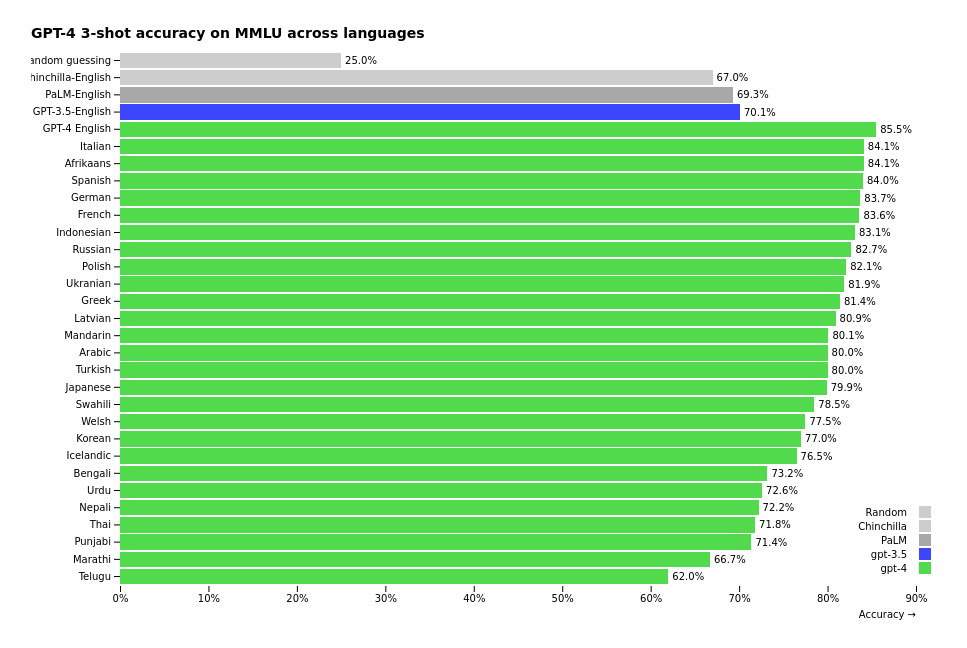 GPT-4 3-shot accuracy on MMLU across languages
andom guessing 25.0%
hinchilla-English 67.0%
PaLM-English 69.3%
GPT-3.5-English 70.1%
GPT-4 English 85.5%
Italian 84.1%
Afrikaans 84.1%
Spanish 84.0%
German 83.7%
French 83.6%
Indonesian 83.1%
Russian 82.7%
Polish 82.1%
Ukranian 81.9%
Greek 81.4%
Latvian 80.9%
Mandarin 80.1%
Arabic 80.0%
Turkish 80.0%
Japanese 79.9%
Swahili 78.5%
Welsh 77.5%
Korean 77.0%
Icelandic 76.5%
Bengali 73.2%
Urdu 72.6%
Nepali 72.2%
Thai 71.8%
Punjabi 71.4%
Marathi 66.7%
Telugu 62.0%
Random
Chinchilla
PaLM
gpt-3.5
gpt-4
0% 10% 20% 30% 40% 50% 60% 70% 80% 90%
Accuracy →